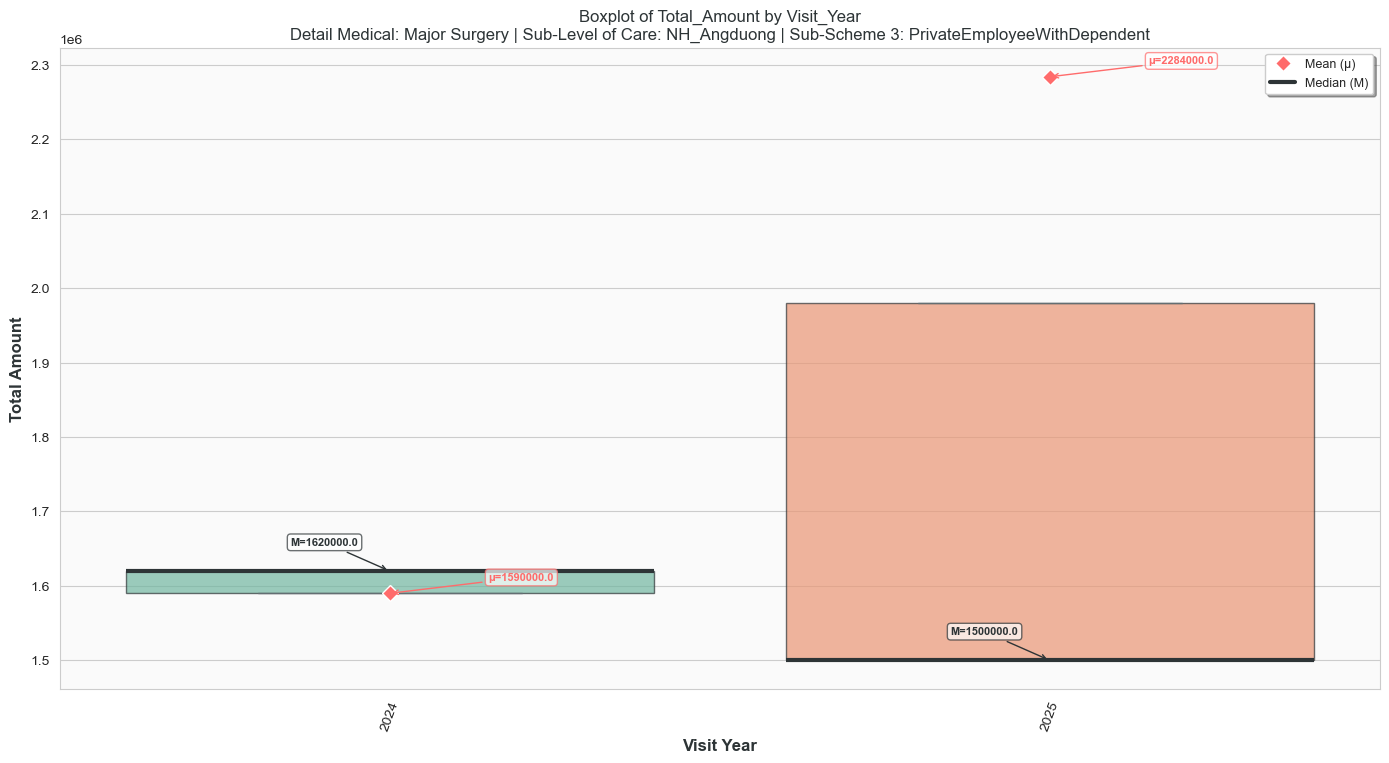 Boxplot of Total_Amount by Visit_Year
Detail Medical: Major Surgery | Sub-Level of Care: NH_Angduong | Sub-Scheme 3: PrivateEmployeeWithDependent
1e6
2.3
2.2
2.1
2.0
1.9
1.8
1.7
1.6
1.5
Total Amount
μ=2284000.0
Mean (μ)
Median (M)
M=1620000.0
μ=1590000.0
M=1500000.0
2024
2025
Visit Year